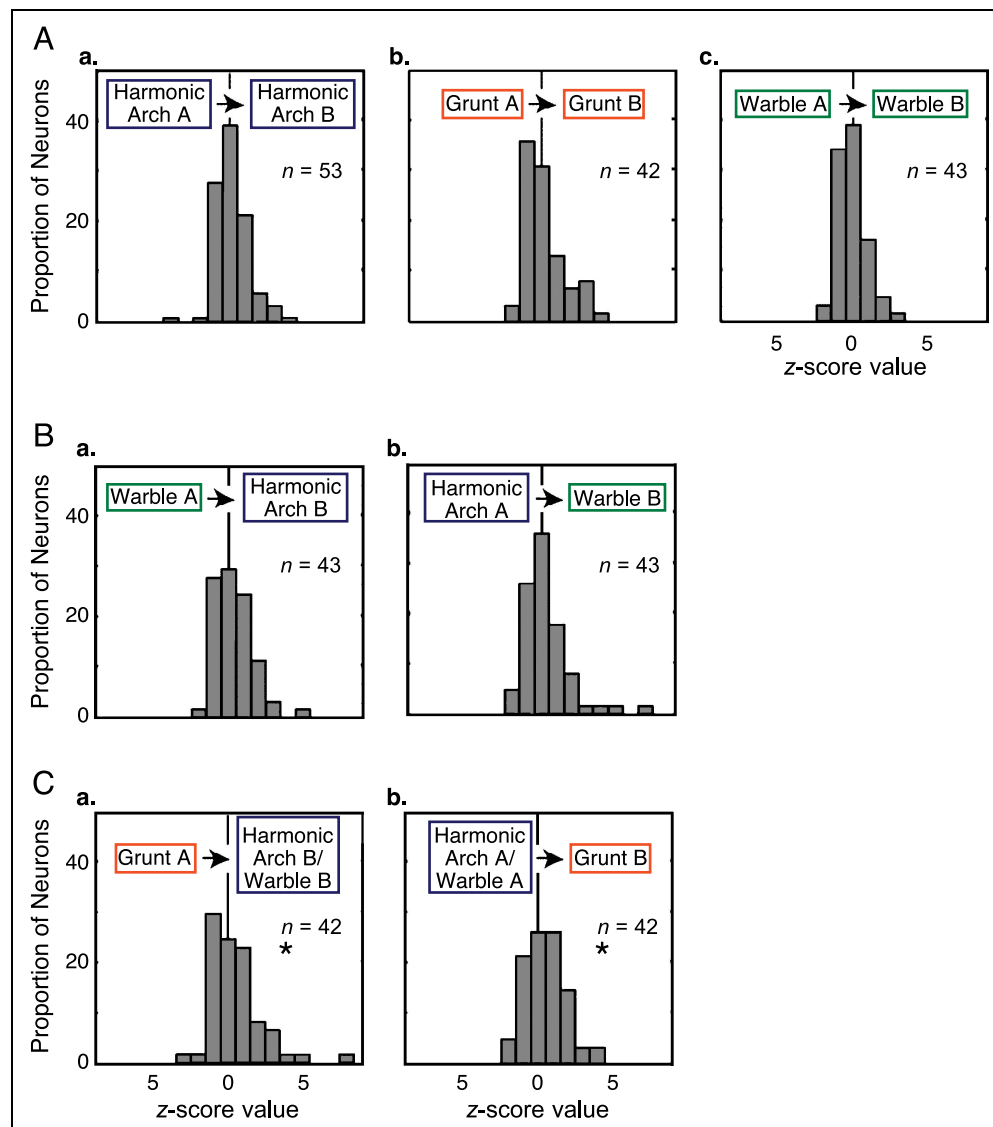 A
a.
b.
c.
Harmonic Arch A
Harmonic Arch B
Grunt A
Grunt B
Warble A
Warble B
n = 53
n = 42
n = 43
Proportion of Neurons
40
20
0
5 0 5
z-score value
B
a.
b.
Warble A
Harmonic Arch B
Harmonic Arch A
Warble B
n = 43
n = 43
Proportion of Neurons
40
20
0
C
a.
b.
Grunt A
Harmonic Arch B/ Warble B
Harmonic Arch A/ Warble A
Grunt B
n = 42
*
n = 42
*
Proportion of Neurons
40
20
0
5 0 5
5 0 5
z-score value
z-score value